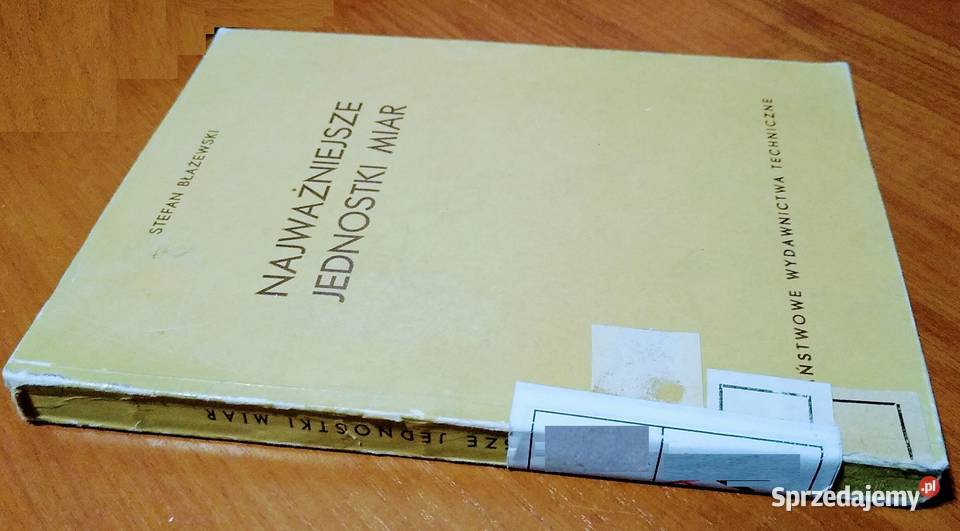 STEFAN BŁAŻEWSKI
NAJWAŻNIEJSZE
JEDNOSTKI MIAR
ŃSTWOWE WYDAWNICTWA TECHNICZNE
SZE JEDNOSTKI MIAR
Sprzedajemy.pl